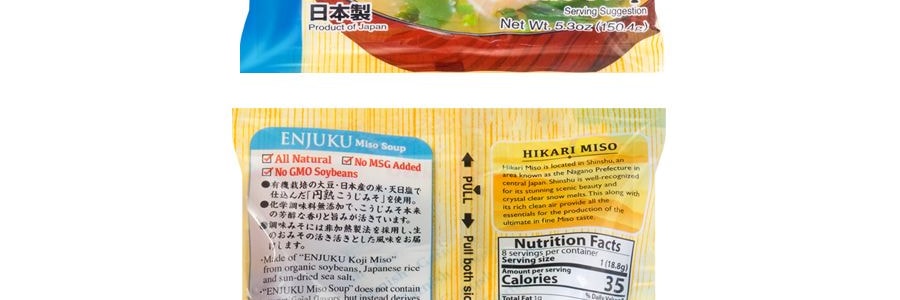 日本製
Product of Japan
Serving Suggestion
Net Wt. 5.3oz (150.4g)
ENJUKU Miso Soup
All Natural
No MSG Added
No GMO Soybeans
●有機栽培の大豆・日本産の米・天日塩で
仕込んだ「円熟こうじみそ」を使用。
●化学調味料無添加で、こうじみそ本来
の芳醇な香りと旨みが活きています。
●調味みそには非加熱製法を採用し、生
のおみその活き活きとした風味をお届
けします。
·Made of "ENJUKU Koji Miso"
from organic soybeans, Japanese rice
and sun-dried sea salt.
·"ENJUKU Miso Soup" does not contain
flavors, but instead derives
PULL
Pull both
HIKARI MISO
Hikari Miso is located in Shinshu, an
area known as the Nagano Prefecture in
central Japan. Shinshu is well-recognized
for its stunning scenic beauty and
crystal clear snow melts. This along with
its rich clean air provide all the
essentials for the production of the
ultimate in fine Miso taste.
Nutrition Facts
8 servings per container
Serving size 1 (18.8g)
Amount per serving
Calories 35
% Daily
Total Fat 1g